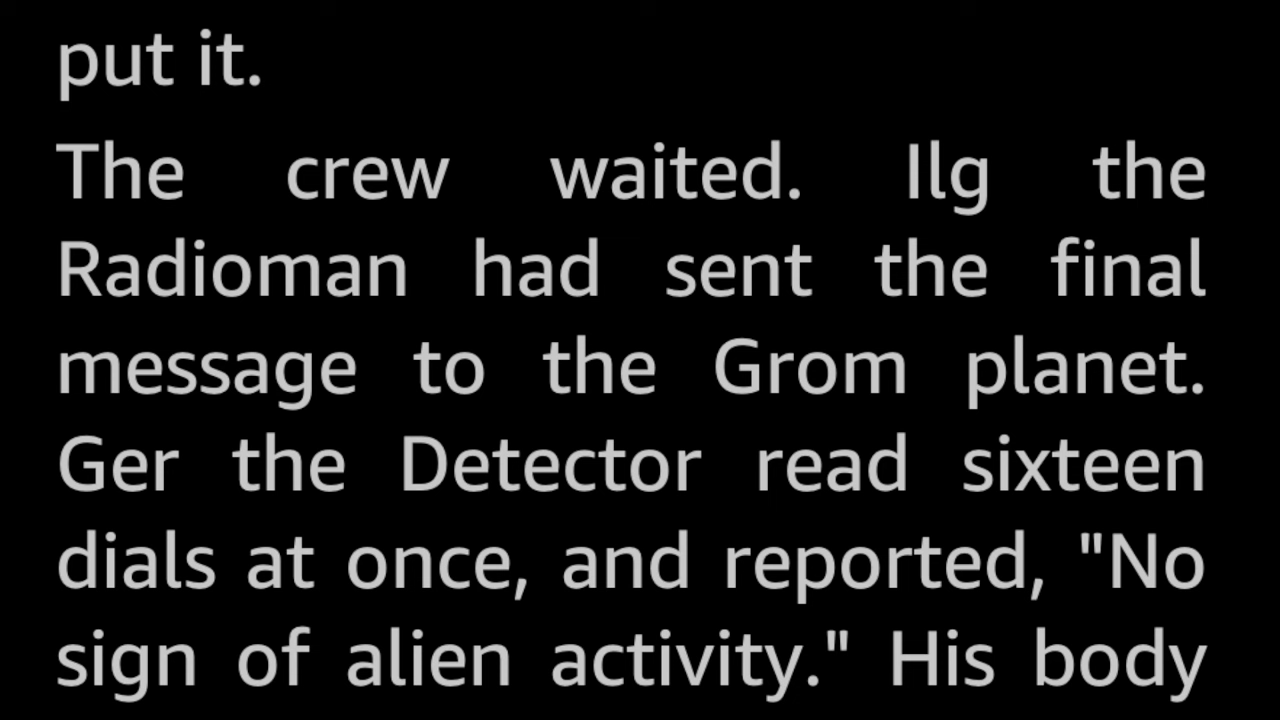 put it.
The crew waited. Ilg the
Radioman had sent the final
message to the Grom planet.
Ger the Detector read sixteen
dials at once, and reported, "No
sign of alien activity." His body